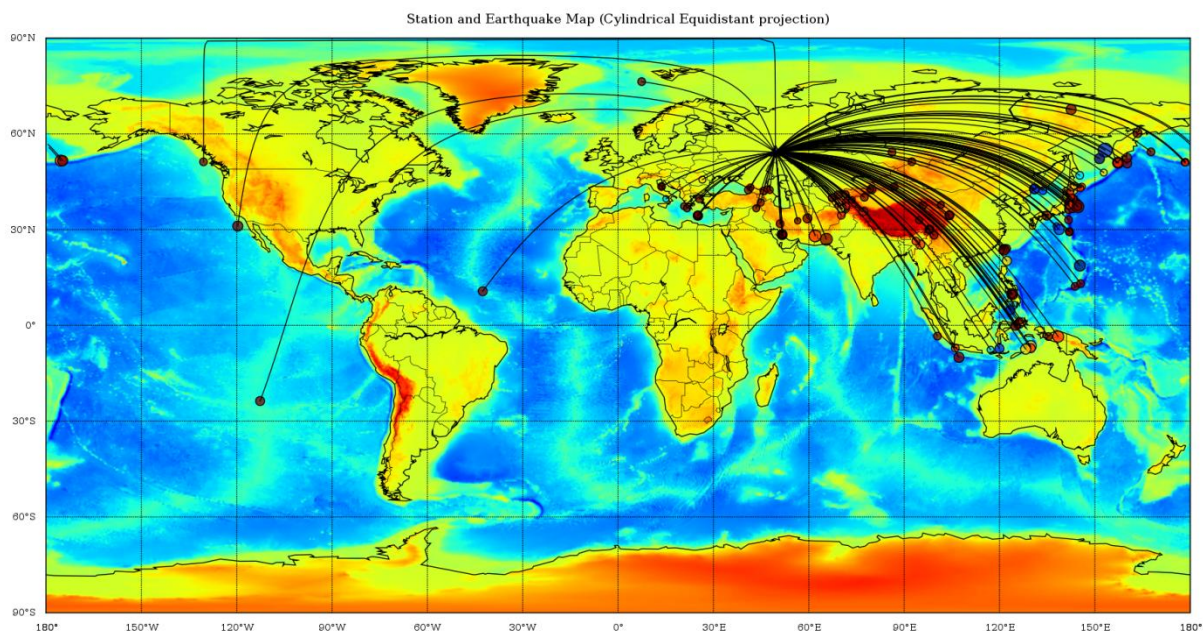 Station and Earthquake Map (Cylindrical Equidistant projection)
90°N
60°N
30°N
0°
30°S
60°S
90°S
180° 150°W 120°W 90°W 60°W 30°W 0° 30°E 60°E 90°E 120°E 150°E 180°